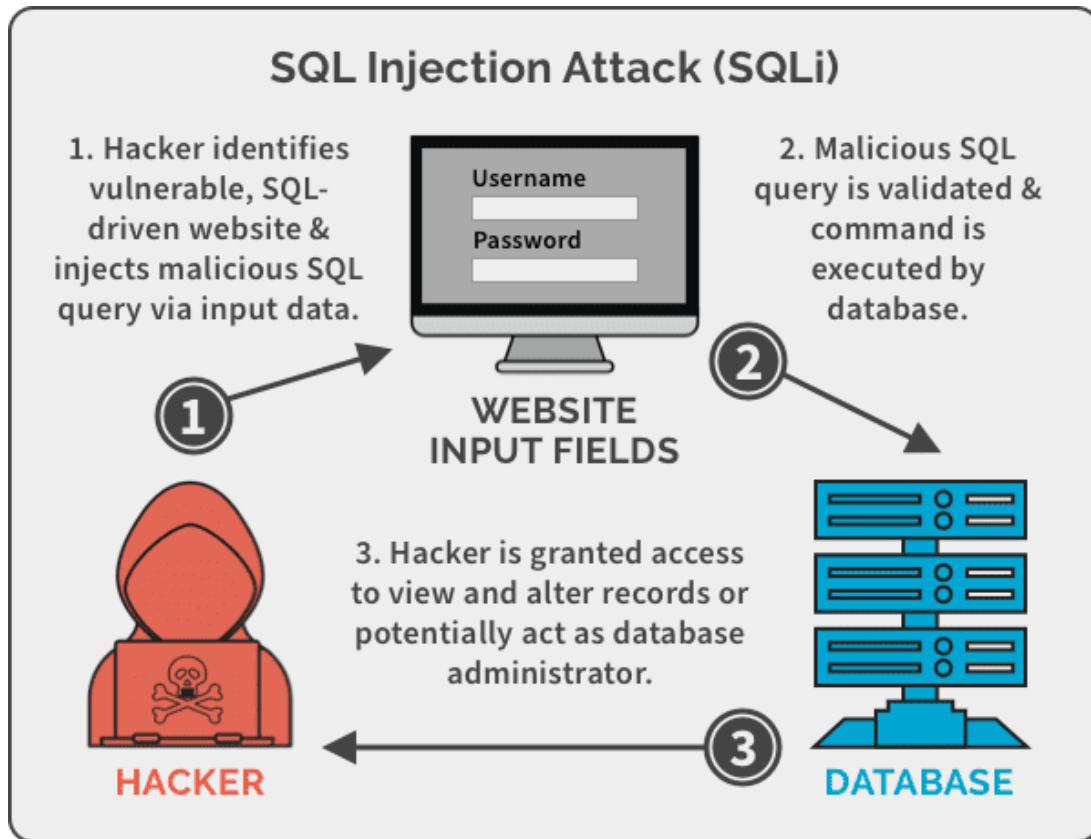 SQL Injection Attack (SQLi)
1. Hacker identifies
vulnerable, SQL-
driven website &
injects malicious SQL
query via input data.
Username
Password
2. Malicious SQL
query is validated &
command is
executed by
database.
1
2
WEBSITE
INPUT FIELDS
3. Hacker is granted access
to view and alter records or
potentially act as database
administrator.
3
HACKER
DATABASE